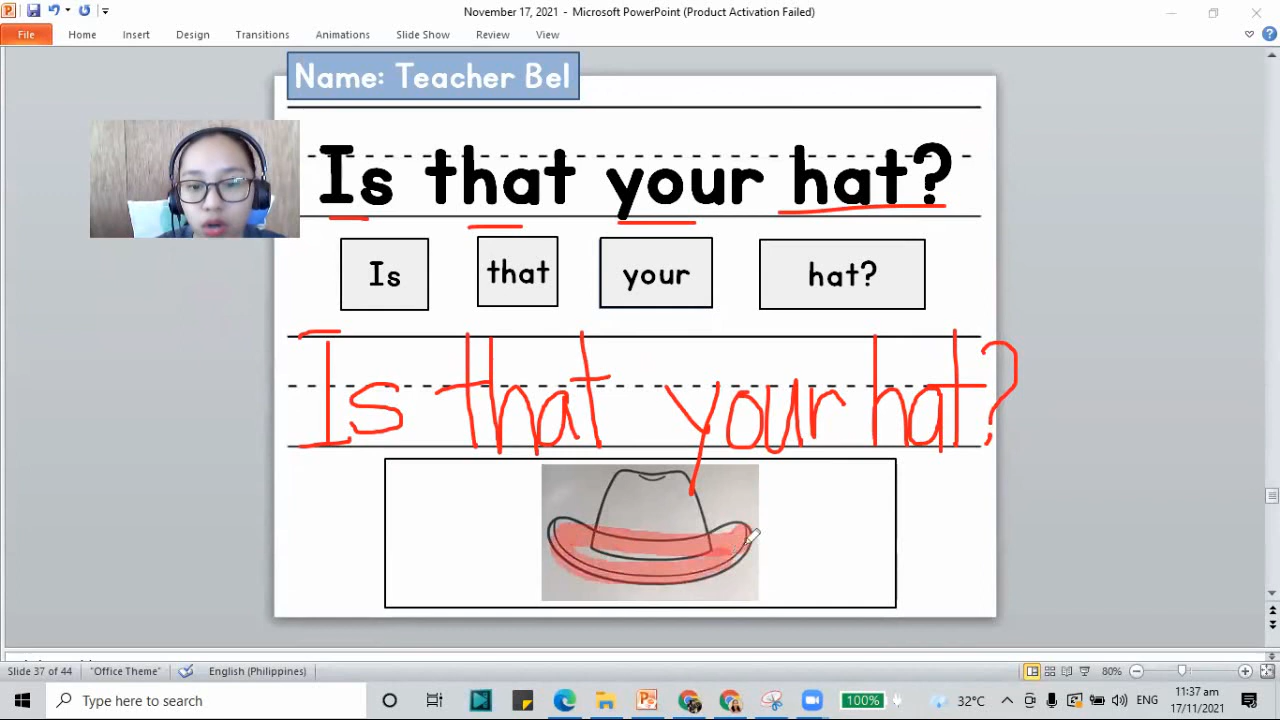 November 17, 2021 - Microsoft PowerPoint (Product Activation Failed)
File Home Insert Design Transitions Animations Slide Show Review View
Name: Teacher Bel
Is that your hat?
Is that your hat?
Is that your hat?
Slide 37 of 44 "Office Theme" English (Philippines) 80%
Type here to search 100% 32°C ENG 11:37 am
17/11/2021